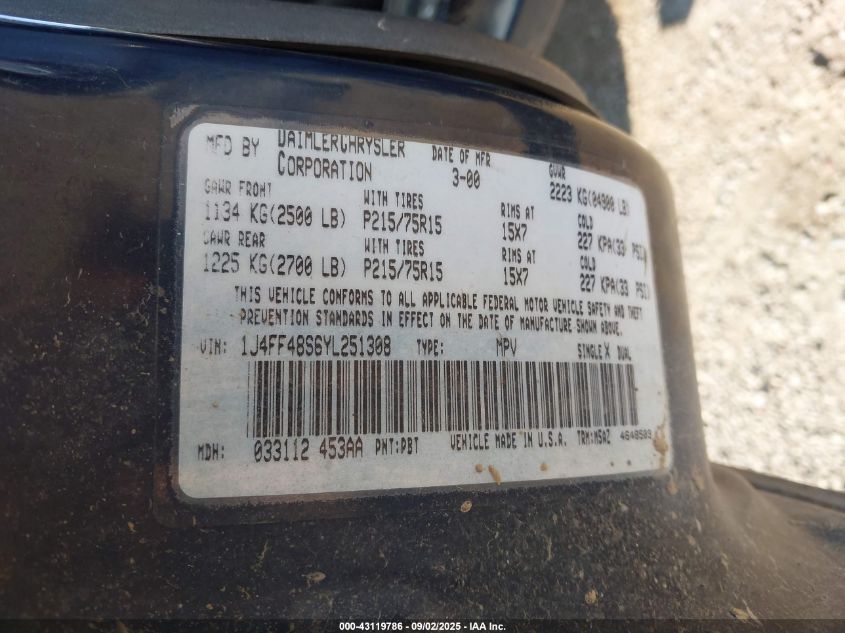 MFD BY DAIMLERCHRYSLER CORPORATION DATE OF MFR 3-00 GVWR 2223 KG(04900 LB)
GAWR FRONT WITH TIRES RIMS AT COLD
1134 KG(2500 LB) P215/75R15 15X7 227 KPA(33 PSI)
GAWR REAR WITH TIRES RIMS AT COLD
1225 KG(2700 LB) P215/75R15 15X7 227 KPA(33 PSI)
THIS VEHICLE CONFORMS TO ALL APPLICABLE FEDERAL MOTOR VEHICLE SAFETY AND THEFT
PREVENTION STANDARDS IN EFFECT ON THE DATE OF MANUFACTURE SHOWN ABOVE.
VIN: 1J4FF48S6YL251308 TYPE: MPV SINGLE X DUAL
MDH: 033112 453AA PNT:PBT VEHICLE MADE IN U.S.A. TRM:MSAZ 4648503
000-43119786 - 09/02/2025 - IAA Inc.